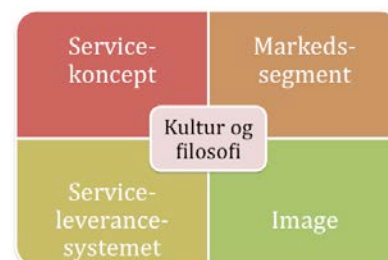 Service-
koncept
Markeds-
segment
Kultur og
filosofi
Service-
leverance-
systemet
Image